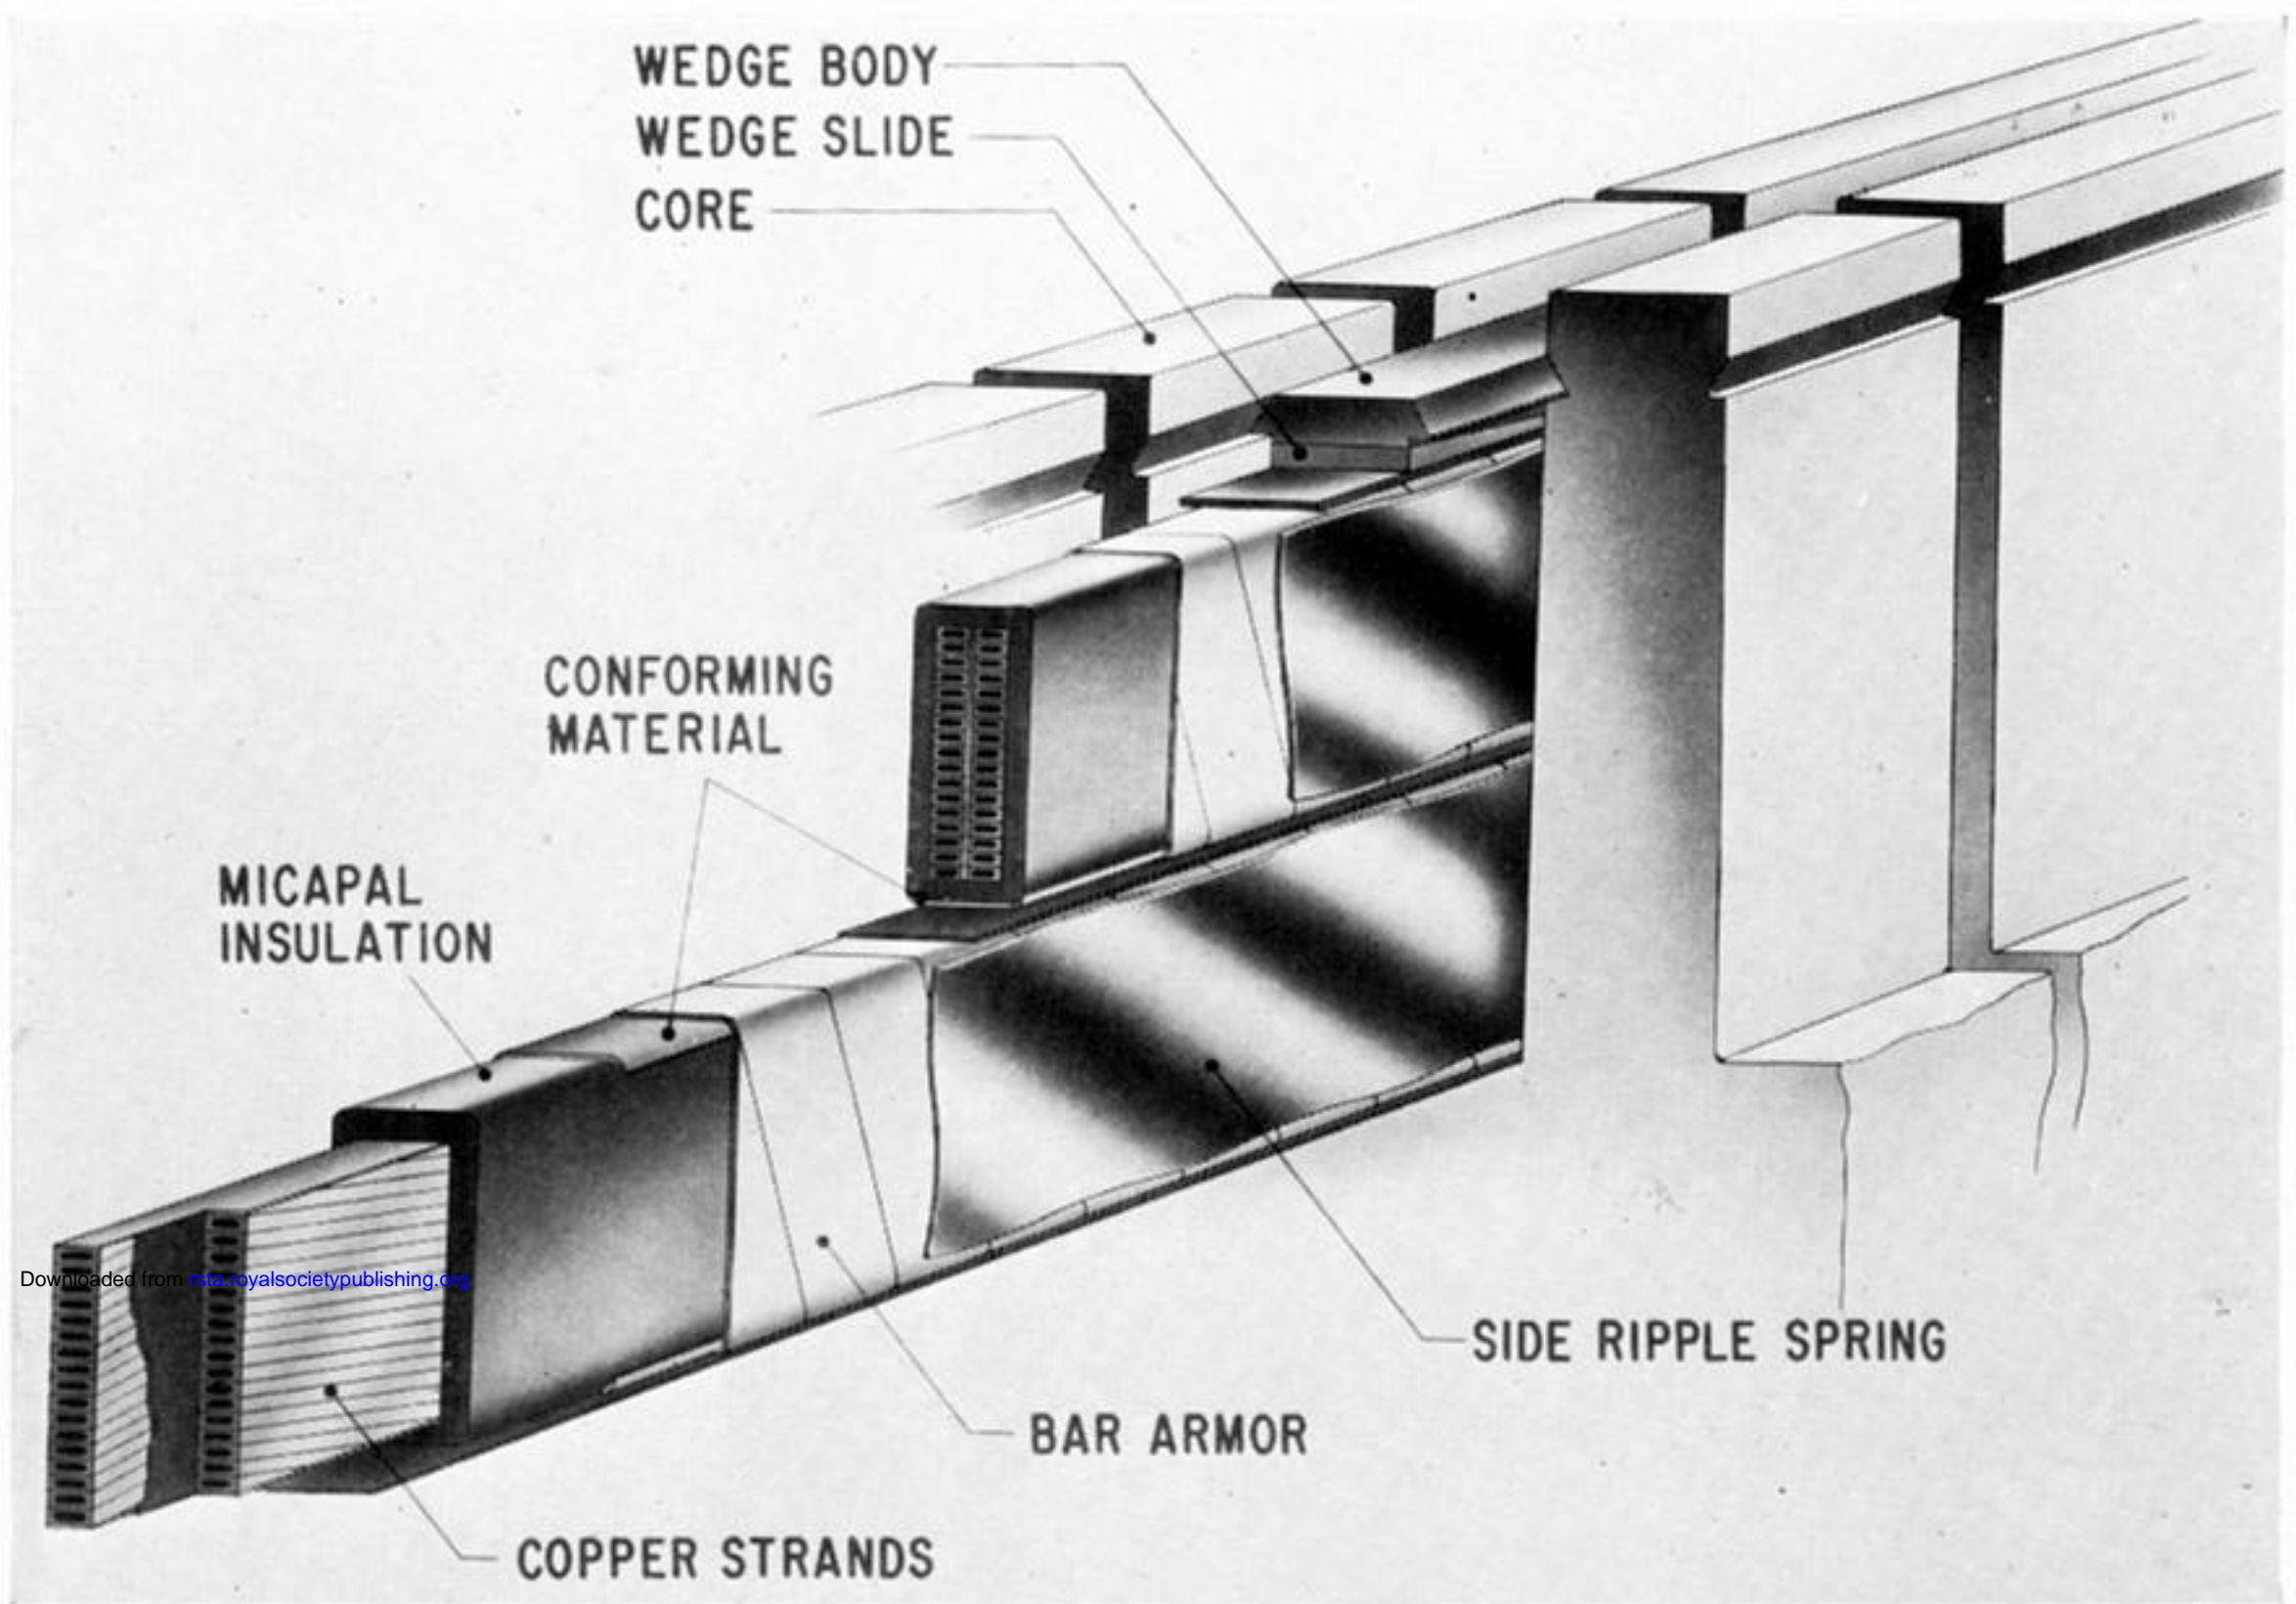 WEDGE BODY
WEDGE SLIDE
CORE
CONFORMING
MATERIAL
MICAPAL
INSULATION
Downloaded from rsta.royalsocietypublishing.org
SIDE RIPPLE SPRING
BAR ARMOR
COPPER STRANDS